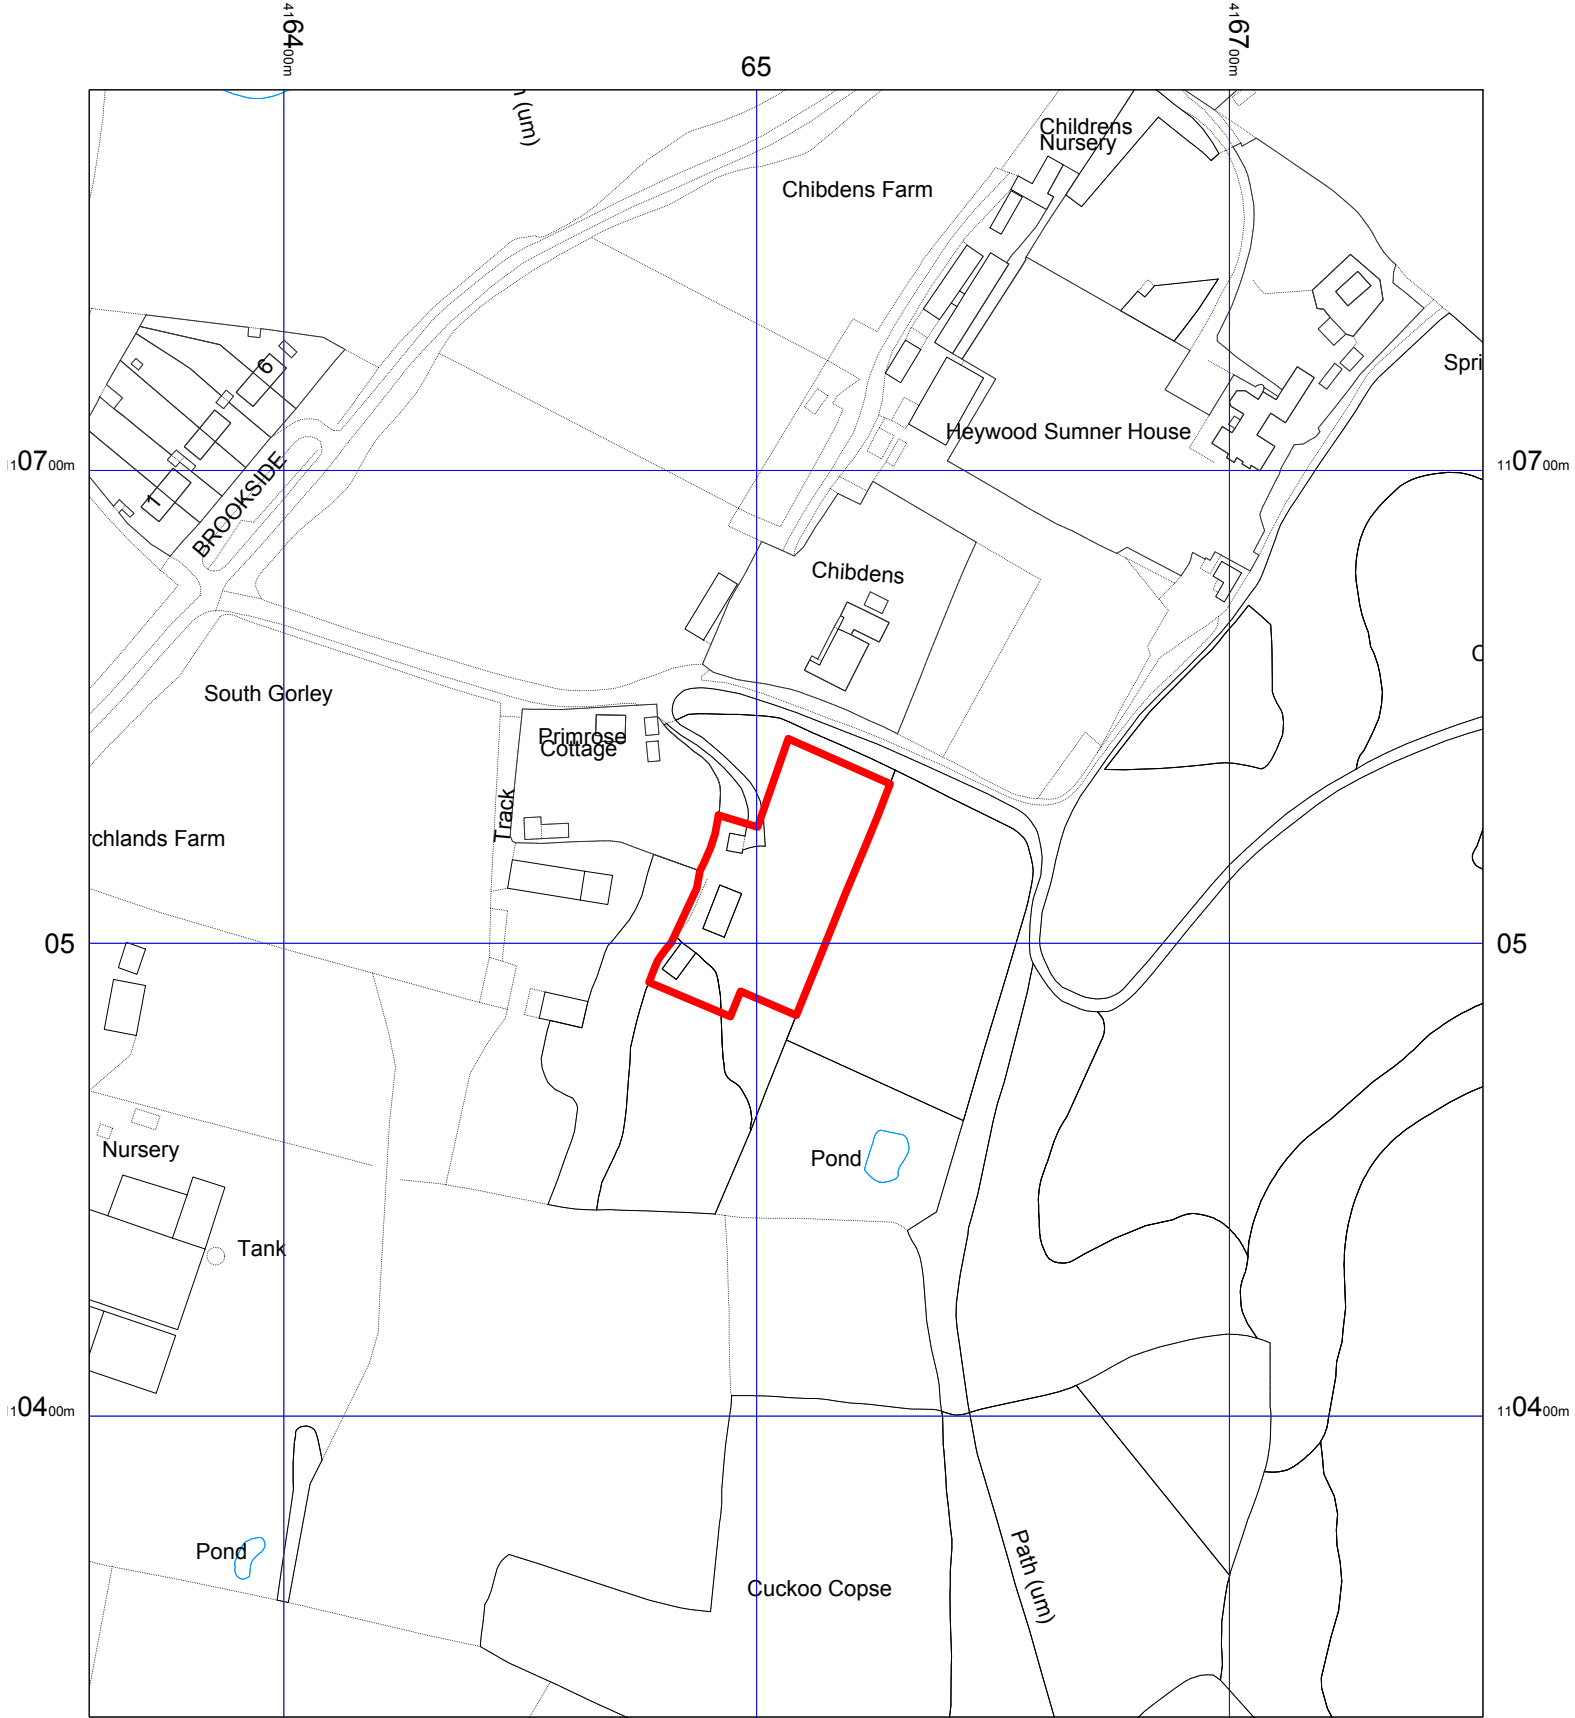 4164 00m
65
4167 00m
(um)
Childrens
Nursery
Chibdens Farm
6
Spri
Heywood Sumner House
1107 00m
1107 00m
1
BROOKSIDE
Chibdens
C
South Gorley
Primrose
Cottage
Track
rchlands Farm
05
05
Nursery
Pond
Tank
1104 00m
1104 00m
Pond
Path (um)
Cuckoo Copse